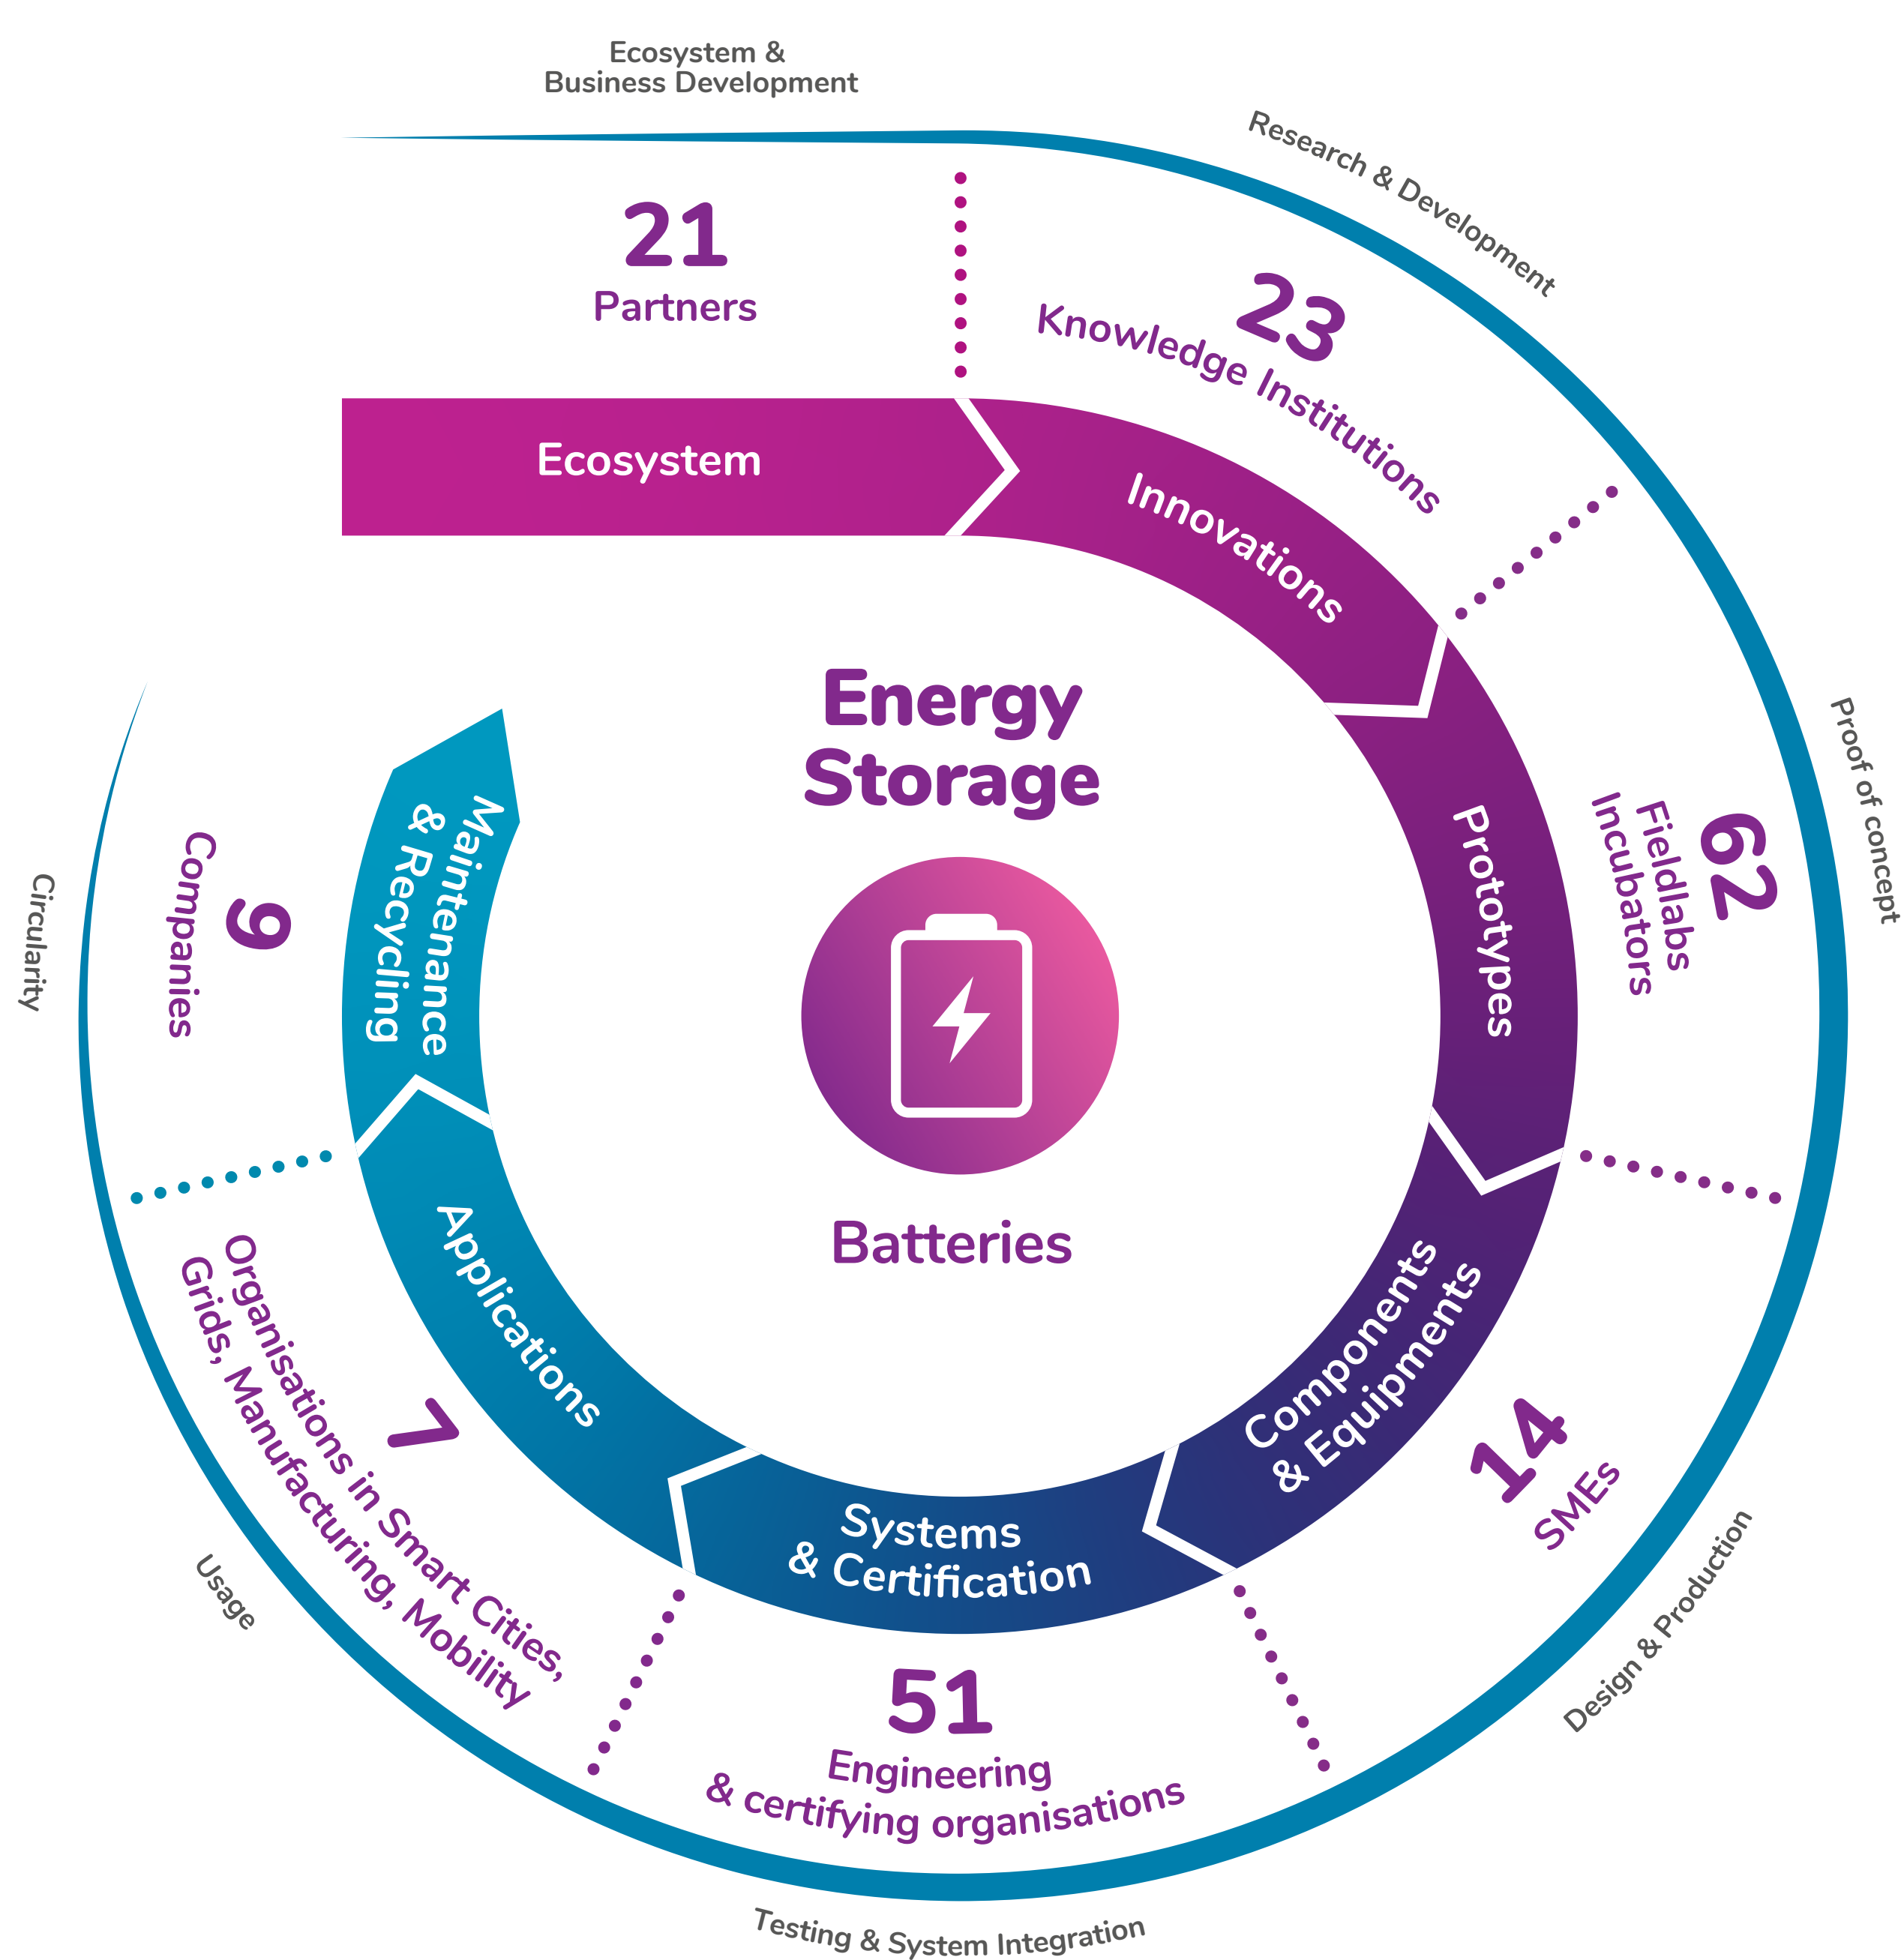 Ecosystem &
Business Development
21
Partners
Ecosystem
Research & Development
23
Knowledge Institutions
Innovations
Proof of concept
62
Fieldlabs
Incubators
Prototypes
Design & Production
14
SMEs
Components
& Equipments
Testing & System Integration
51
Engineering
& certifying organisations
Systems
& Certification
Usage
7
Organisations in Smart Cities,
Grids, Manufacturing, Mobility
Applications
Circularity
9
Companies
Maintenance
& Recycling
Energy
Storage
Batteries